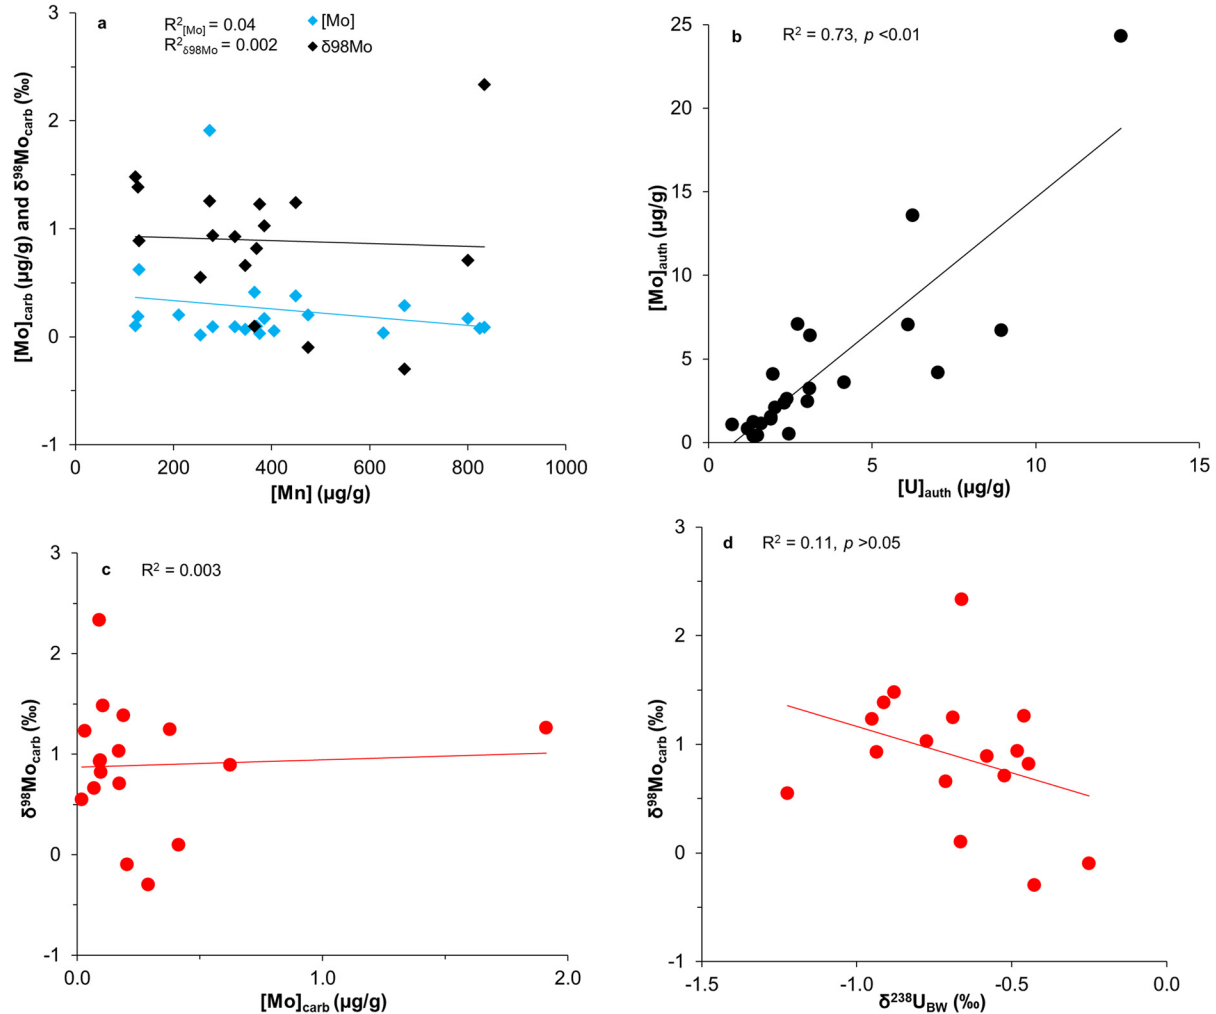 a
R²[Mo] = 0.04
R²δ98Mo = 0.002
[Mo]
δ98Mo
3
2
1
0
-1
0 200 400 600 800 1000
[Mn] (µg/g)
[Mo]carb (µg/g) and δ⁹⁸Mocarb (‰)
b
R² = 0.73, p <0.01
25
20
15
10
5
0
0 5 10 15
[U]auth (µg/g)
[Mo]auth (µg/g)
c
R² = 0.003
3
2
1
0
-1
0.0 1.0 2.0
[Mo]carb (µg/g)
δ⁹⁸Mocarb (‰)
d
R² = 0.11, p >0.05
3
2
1
0
-1
-1.5 -1.0 -0.5 0.0
δ²³⁸UBW (‰)
δ⁹⁸Mocarb (‰)